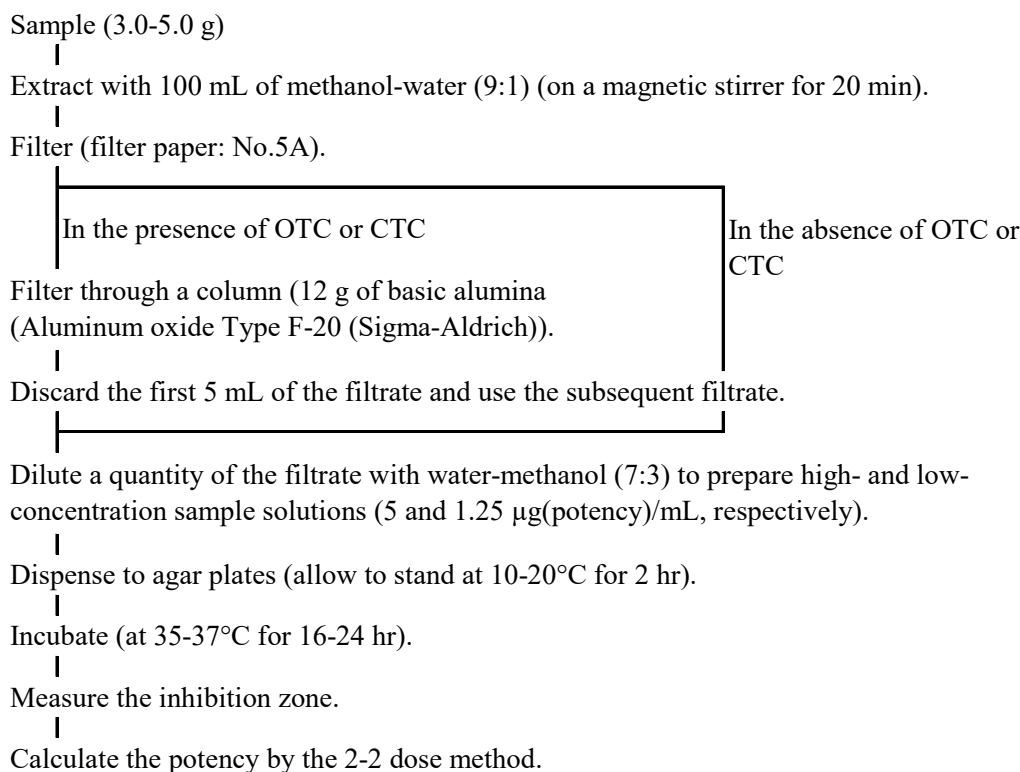 Sample (3.0-5.0 g)
Extract with 100 mL of methanol-water (9:1) (on a magnetic stirrer for 20 min).
Filter (filter paper: No.5A).
In the presence of OTC or CTC
In the absence of OTC or
CTC
Filter through a column (12 g of basic alumina
(Aluminum oxide Type F-20 (Sigma-Aldrich)).
Discard the first 5 mL of the filtrate and use the subsequent filtrate.
Dilute a quantity of the filtrate with water-methanol (7:3) to prepare high- and low-
concentration sample solutions (5 and 1.25 µg(potency)/mL, respectively).
Dispense to agar plates (allow to stand at 10-20°C for 2 hr).
Incubate (at 35-37°C for 16-24 hr).
Measure the inhibition zone.
Calculate the potency by the 2-2 dose method.